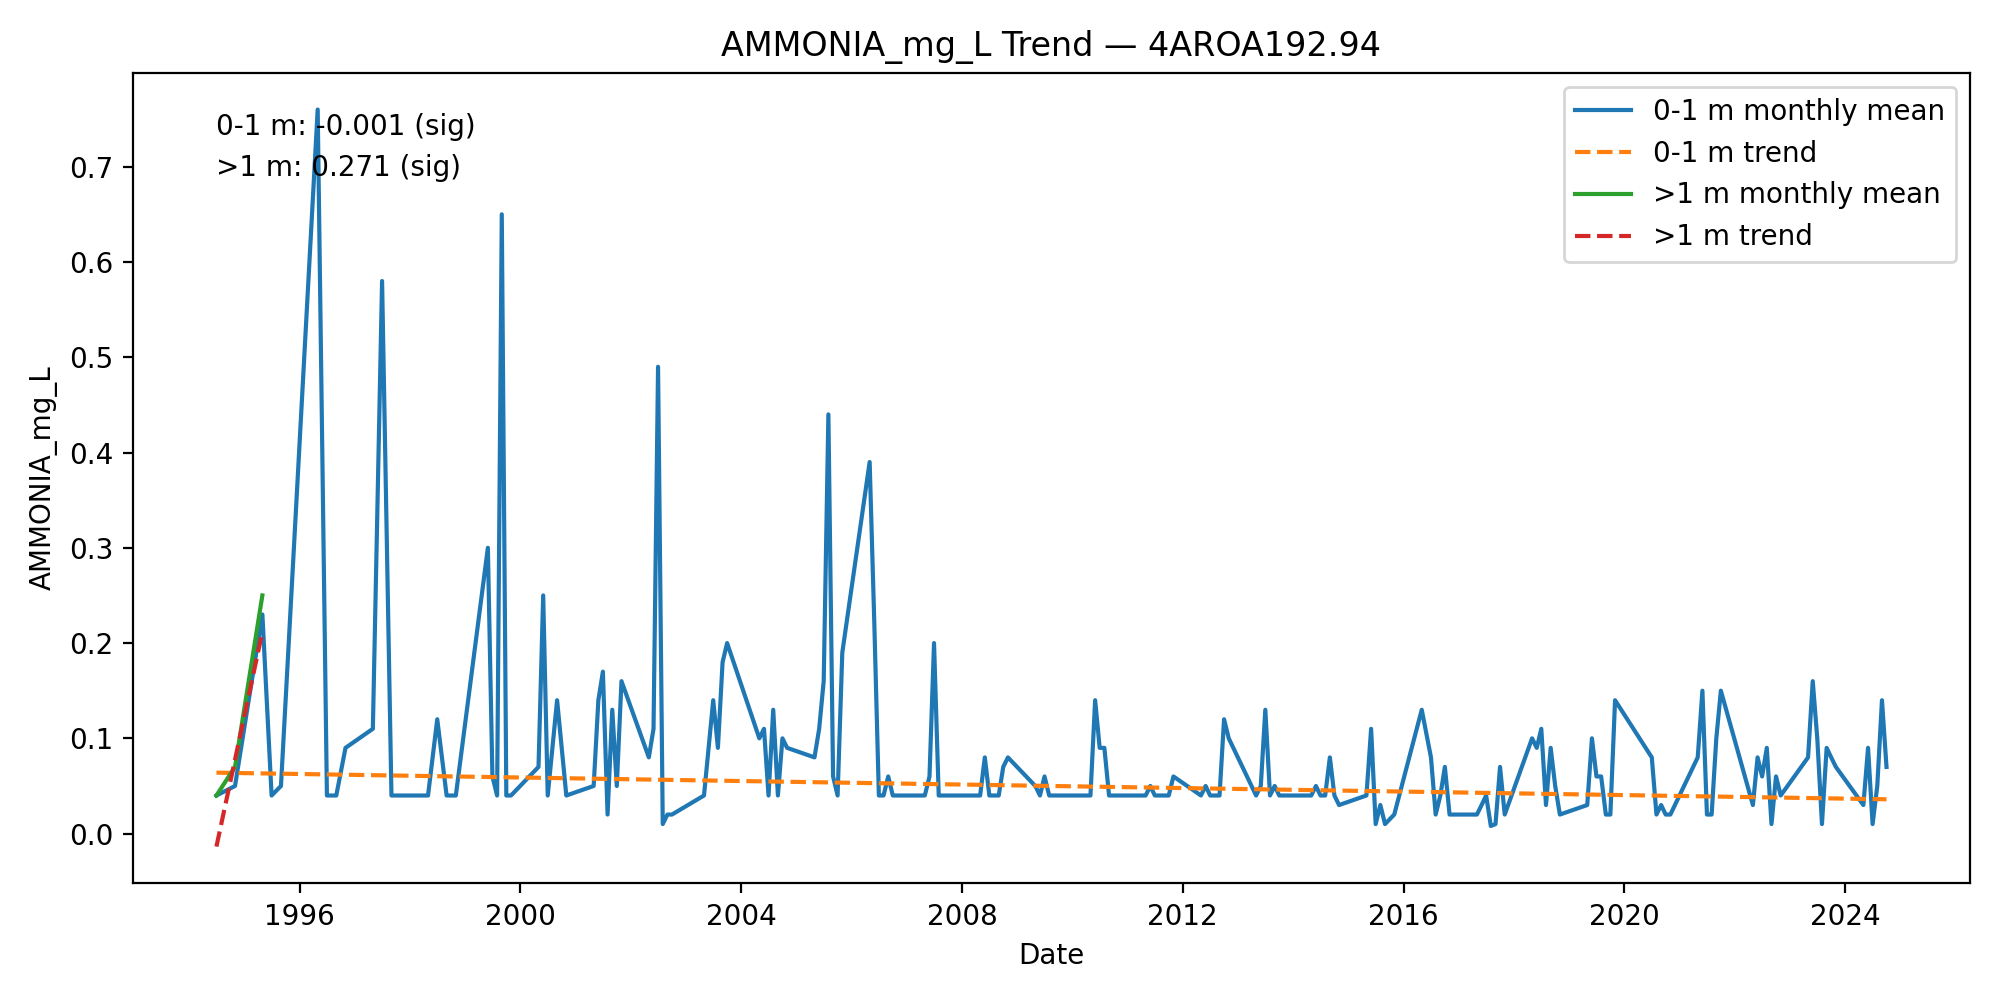 AMMONIA_mg_L Trend — 4AROA192.94
0-1 m: -0.001 (sig)
>1 m: 0.271 (sig)
0-1 m monthly mean
0-1 m trend
>1 m monthly mean
>1 m trend
AMMONIA_mg_L
0.7
0.6
0.5
0.4
0.3
0.2
0.1
0.0
1996 2000 2004 2008 2012 2016 2020 2024
Date